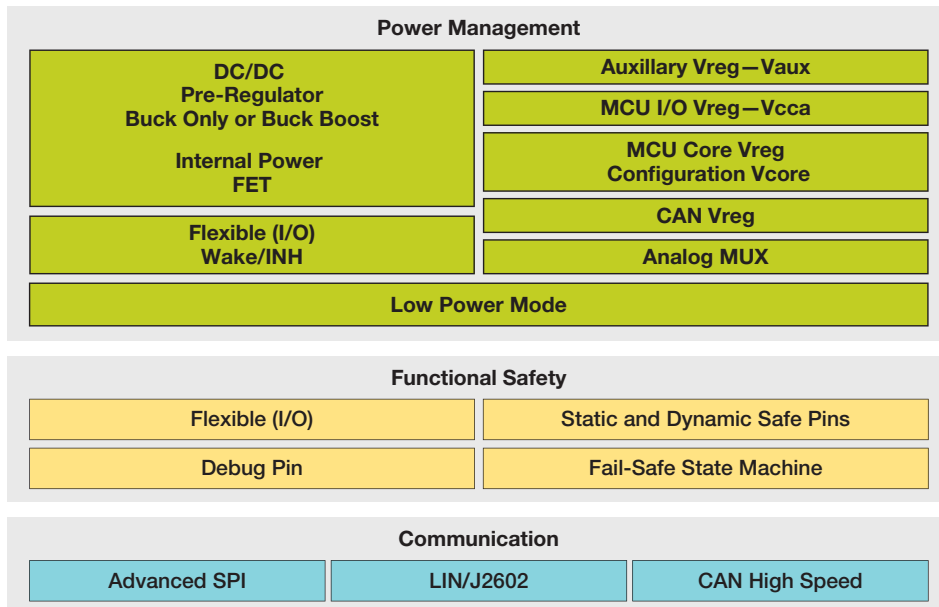 Power Management
DC/DC
Pre-Regulator
Buck Only or Buck Boost
Internal Power
FET
Flexible (I/O)
Wake/INH
Auxillary Vreg—Vaux
MCU I/O Vreg—Vcca
MCU Core Vreg
Configuration Vcore
CAN Vreg
Analog MUX
Low Power Mode
Functional Safety
Flexible (I/O)
Static and Dynamic Safe Pins
Debug Pin
Fail-Safe State Machine
Communication
Advanced SPI
LIN/J2602
CAN High Speed